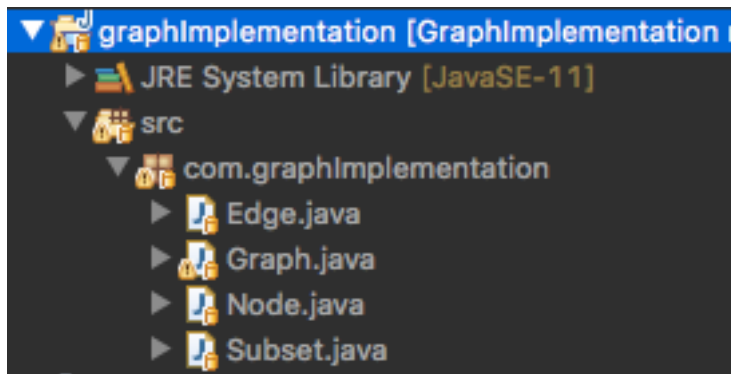 graphImplementation [GraphImplementation
JRE System Library [JavaSE-11]
src
com.graphImplementation
Edge.java
Graph.java
Node.java
Subset.java